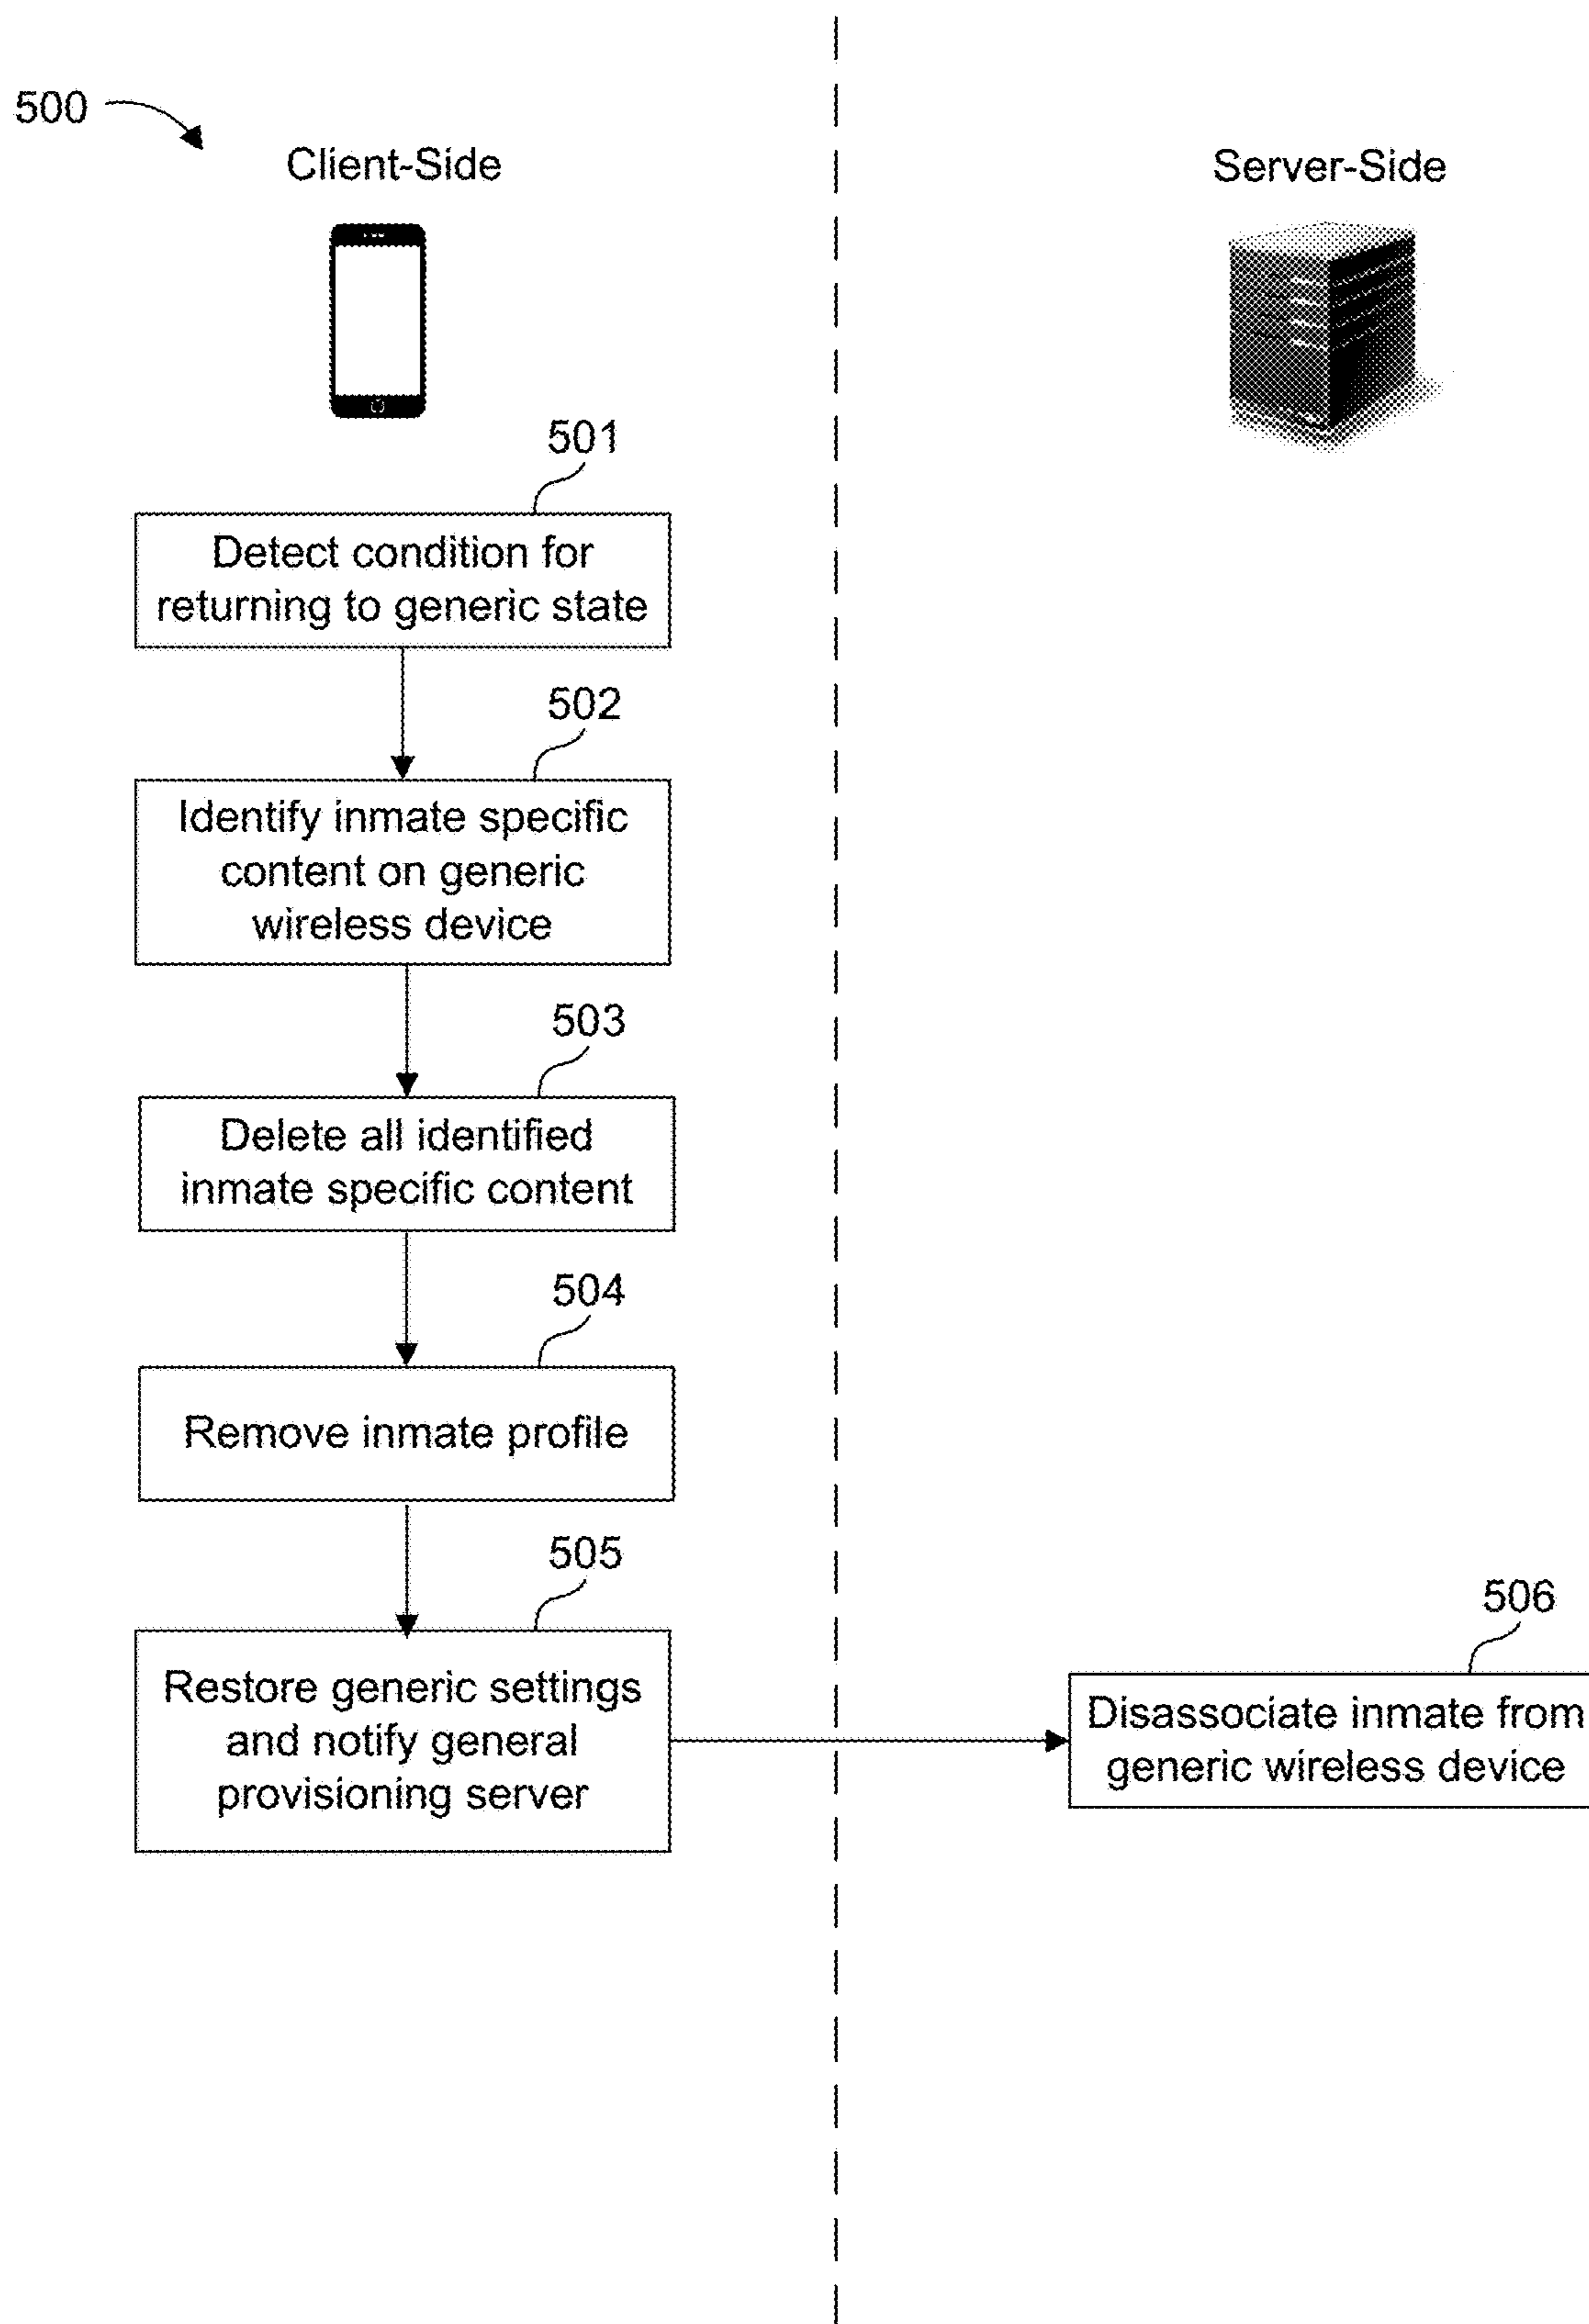 500
Client-Side
Server-Side
501
Detect condition for
returning to generic state
502
Identify inmate specific
content on generic
wireless device
503
Delete all identified
inmate specific content
504
Remove inmate profile
505
Restore generic settings
and notify general
provisioning server
506
Disassociate inmate from
generic wireless device